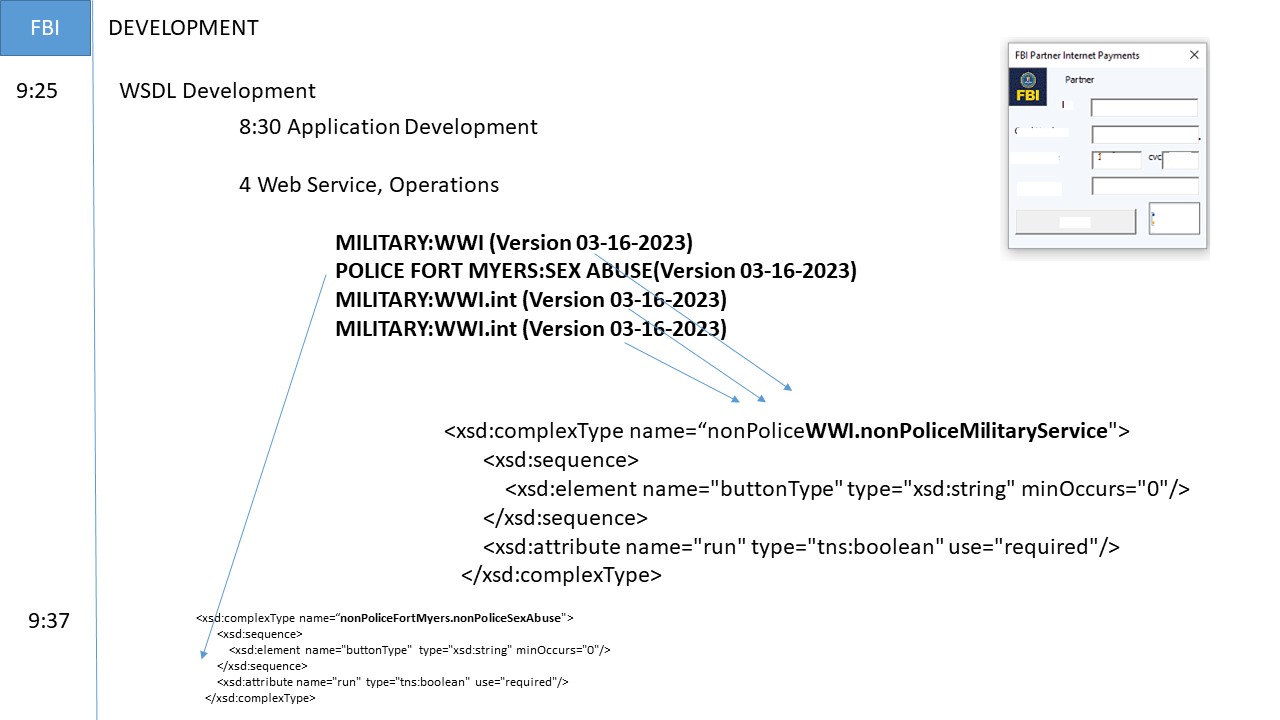 FBI
DEVELOPMENT
9:25
WSDL Development
8:30 Application Development
4 Web Service, Operations
MILITARY:WWI (Version 03-16-2023)
POLICE FORT MYERS:SEX ABUSE(Version 03-16-2023)
MILITARY:WWI.int (Version 03-16-2023)
MILITARY:WWI.int (Version 03-16-2023)
FBI Partner Internet Payments
Partner
FBI
cvc
<xsd:complexType name=“nonPoliceWWI.nonPoliceMilitaryService">
<xsd:sequence>
<xsd:element name="buttonType" type="xsd:string" minOccurs="0"/>
</xsd:sequence>
<xsd:attribute name="run" type="tns:boolean" use="required"/>
</xsd:complexType>
9:37
<xsd:complexType name=“nonPoliceFortMyers.nonPoliceSexAbuse">
<xsd:sequence>
<xsd:element name="buttonType" type="xsd:string" minOccurs="0"/>
</xsd:sequence>
<xsd:attribute name="run" type="tns:boolean" use="required"/>
</xsd:complexType>